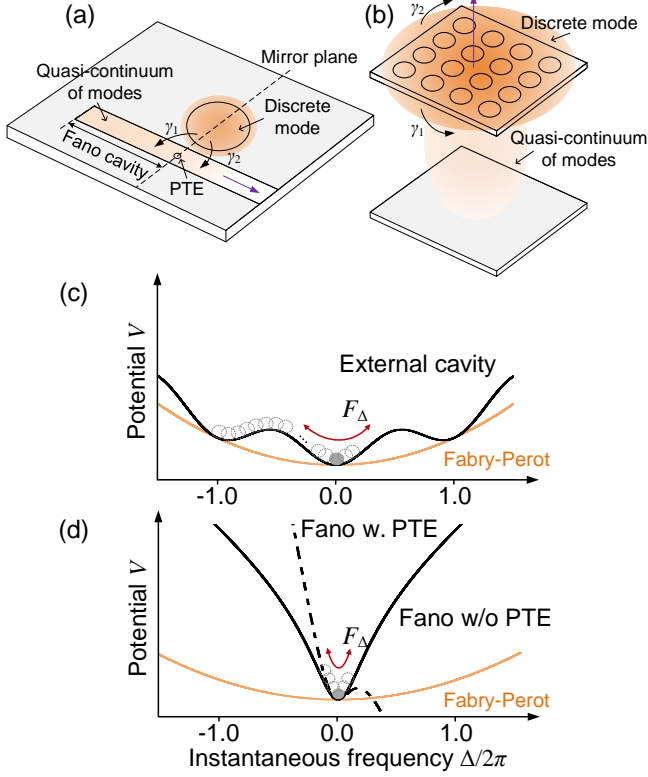 (a)
Mirror plane
Quasi-continuum
of modes
Discrete
mode
γ1
γ2
Fano cavity
PTE
(b)
γ2
Discrete mode
γ1
Quasi-continuum
of modes
(c)
Potential V
External cavity
FΔ
...
Fabry-Perot
-1.0
0.0
1.0
(d)
Potential V
Fano w. PTE
FΔ
Fano w/o PTE
Fabry-Perot
-1.0
0.0
1.0
Instantaneous frequency Δ/2π